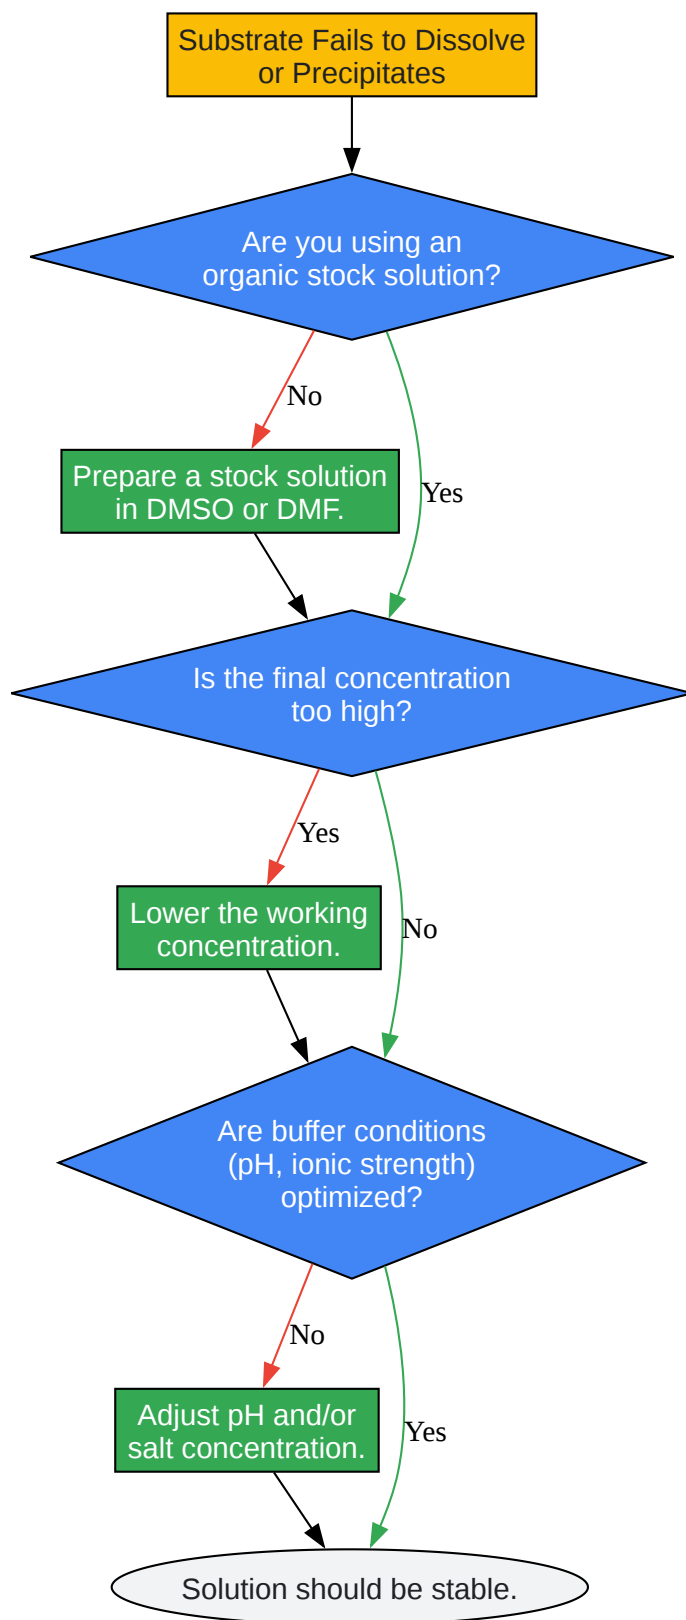 Substrate Fails to Dissolve
or Precipitates
Are you using an
organic stock solution?
No
Prepare a stock solution
in DMSO or DMF.
Yes
Is the final concentration
too high?
Yes
Lower the working
concentration.
No
Are buffer conditions
(pH, ionic strength)
optimized?
No
Adjust pH and/or
salt concentration.
Yes
Solution should be stable.